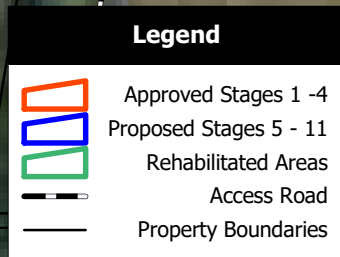 Legend
Approved Stages 1 -4
Proposed Stages 5 - 11
Rehabilitated Areas
Access Road
Property Boundaries